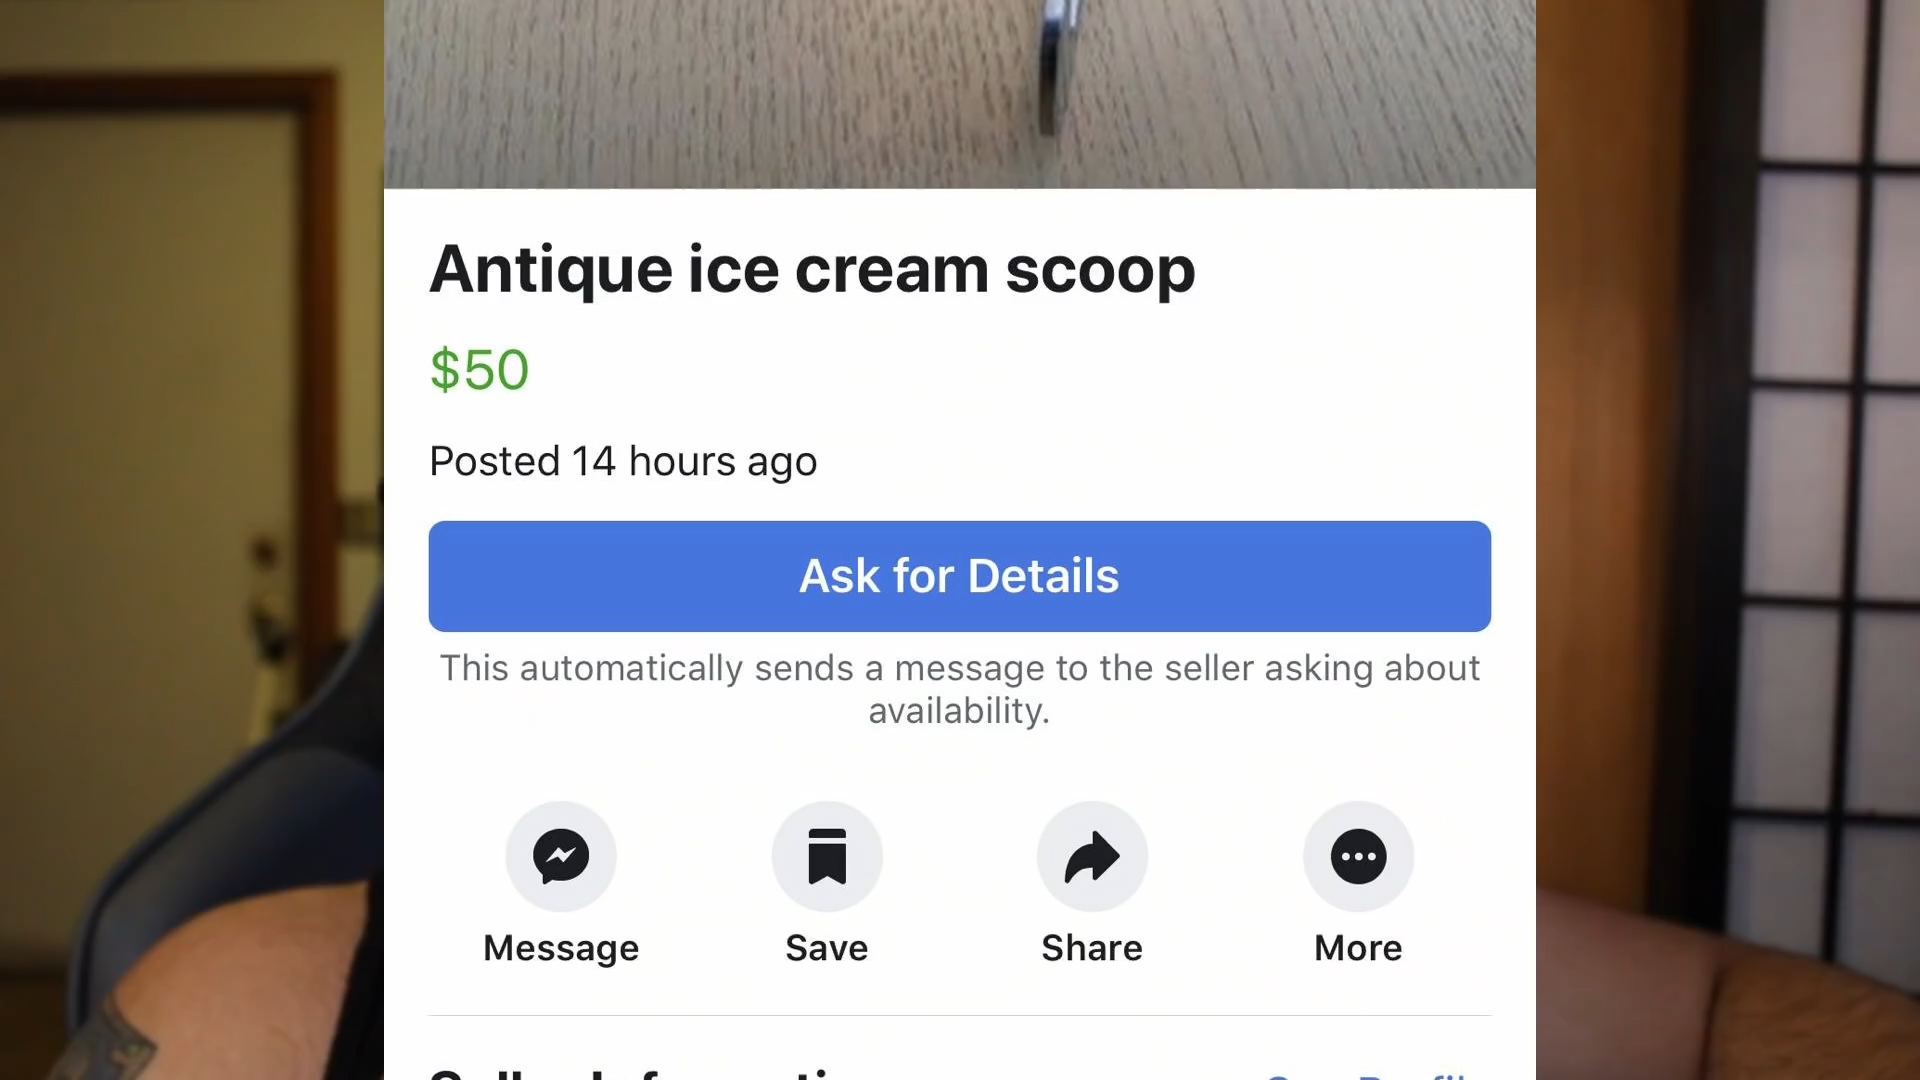 Antique ice cream scoop
$50
Posted 14 hours ago
Ask for Details
This automatically sends a message to the seller asking about
availability.
Message Save Share More